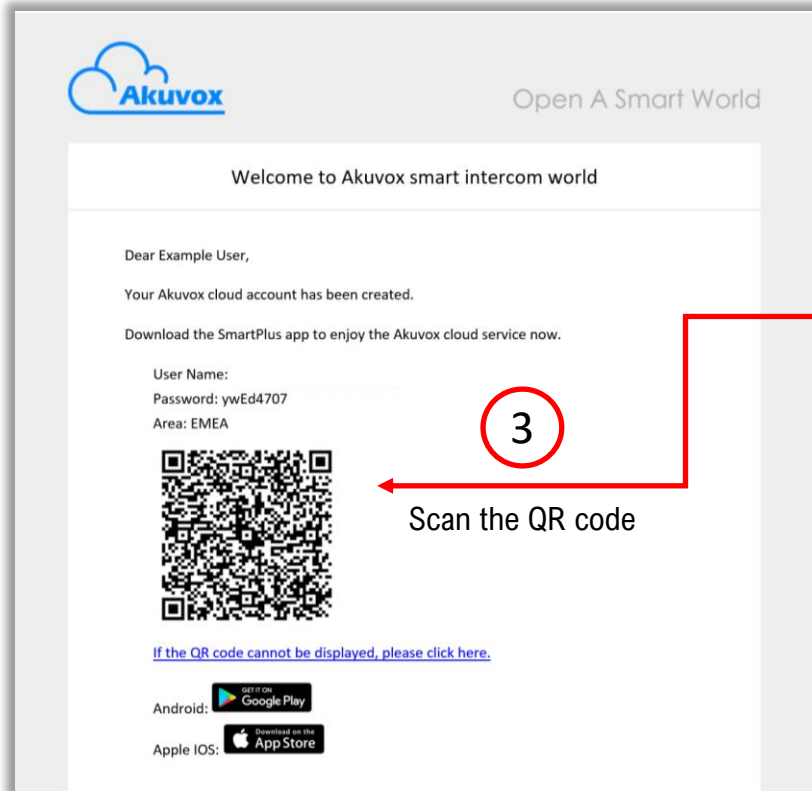 Akuvox
Open A Smart World
Welcome to Akuvox smart intercom world
Dear Example User,
Your Akuvox cloud account has been created.
Download the SmartPlus app to enjoy the Akuvox cloud service now.
User Name:
Password: ywEd4707
Area: EMEA
3
Scan the QR code
If the QR code cannot be displayed, please click here.
Android: GET IT ON Google Play
Apple IOS: Download on the App Store